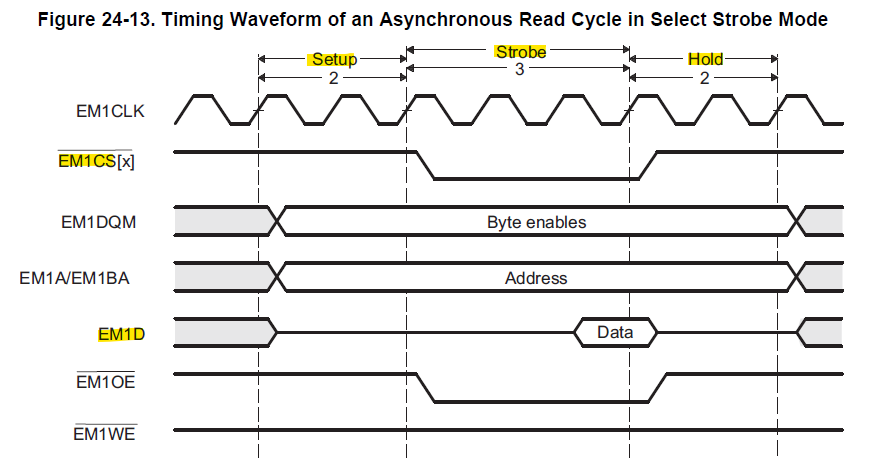 Figure 24-13. Timing Waveform of an Asynchronous Read Cycle in Select Strobe Mode
Setup
Strobe
Hold
2
3
2
EM1CLK
EM1CS[x]
EM1DQM
Byte enables
EM1A/EM1BA
Address
EM1D
Data
EM1OE
EM1WE